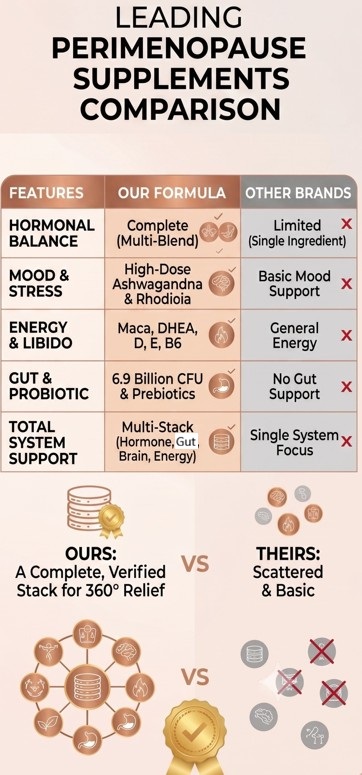 LEADING
PERIMENOPAUSE
SUPPLEMENTS
COMPARISON
FEATURES
OUR FORMULA
OTHER BRANDS
HORMONAL
BALANCE
Complete
(Multi-Blend)
Limited
(Single Ingredient)
X
MOOD &
STRESS
High-Dose
Ashwagandna
& Rhodioia
Basic Mood
Support
X
ENERGY
& LIBIDO
Maca, DHEA,
D, E, B6
General
Energy
X
GUT &
PROBIOTIC
6.9 Billion CFU
& Prebiotics
No Gut
Support
X
TOTAL
SYSTEM
SUPPORT
Multi-Stack
(Hormone, Gut,
Brain, Energy)
Single System
Focus
X
OURS:
A Complete, Verified
Stack for 360° Relief
VS
THEIRS:
Scattered
& Basic
VS